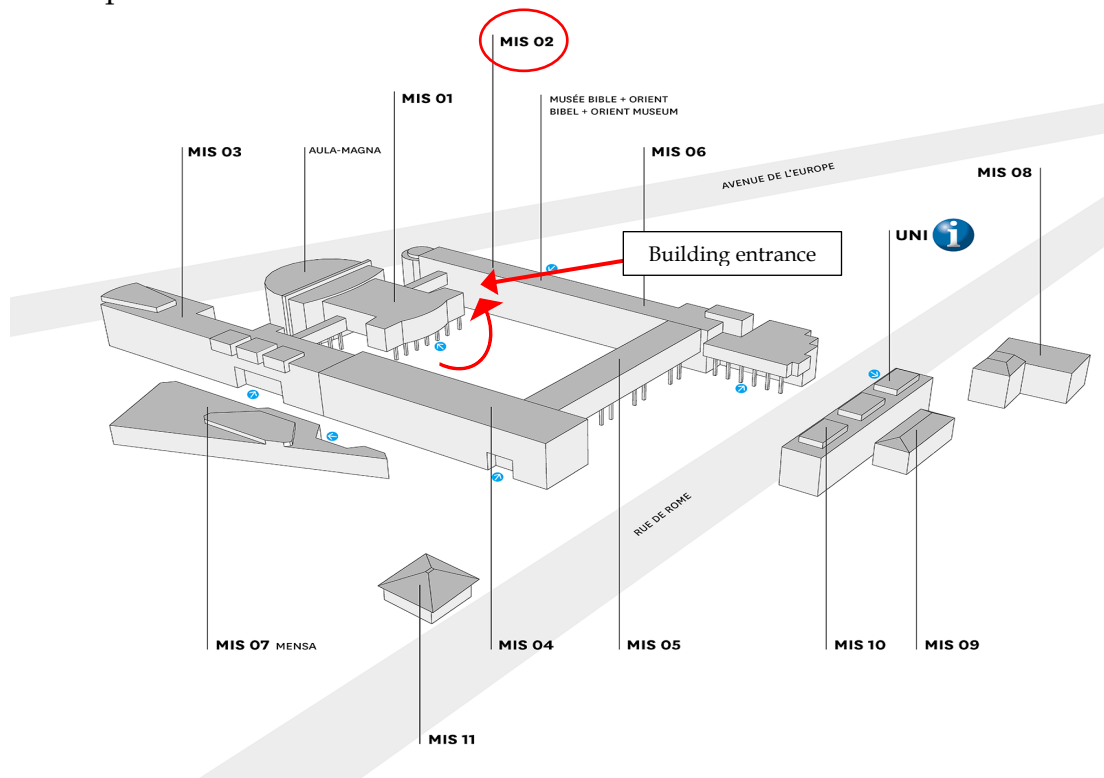 MIS 02
MIS 01
MUSÉE BIBLE + ORIENT
BIBEL + ORIENT MUSEUM
MIS 03
AULA-MAGNA
MIS 06
AVENUE DE L'EUROPE
MIS 08
UNI i
Building entrance
RUE DE ROME
MIS 07 MENSA
MIS 04
MIS 05
MIS 10
MIS 09
MIS 11